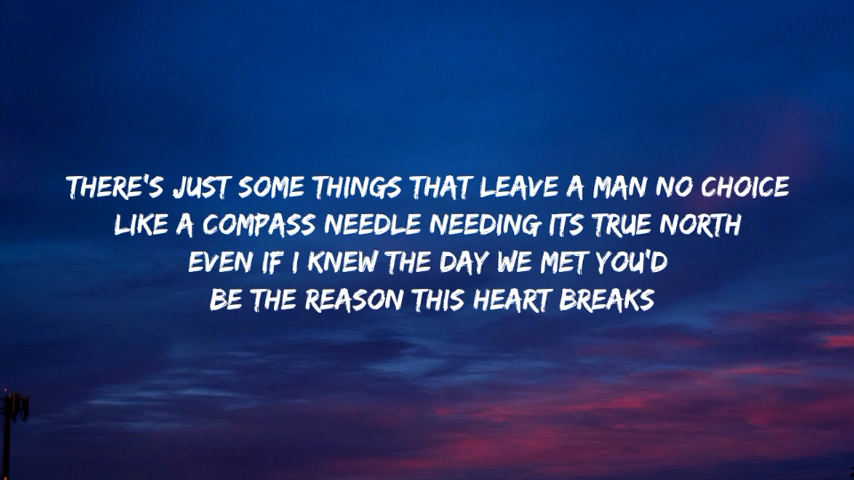 THERE'S JUST SOME THINGS THAT LEAVE A MAN NO CHOICE
LIKE A COMPASS NEEDLE NEEDING ITS TRUE NORTH
EVEN IF I KNEW THE DAY WE MET YOU'D
BE THE REASON THIS HEART BREAKS